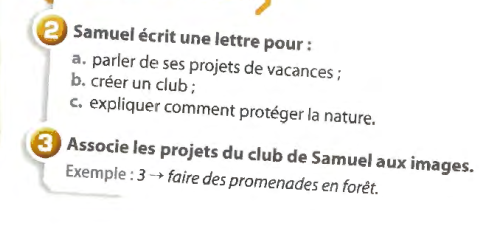 2 Samuel écrit une lettre pour :
a. parler de ses projets de vacances ;
b. créer un club ;
c. expliquer comment protéger la nature.
3 Associe les projets du club de Samuel aux images.
Exemple : 3 → faire des promenades en forêt.